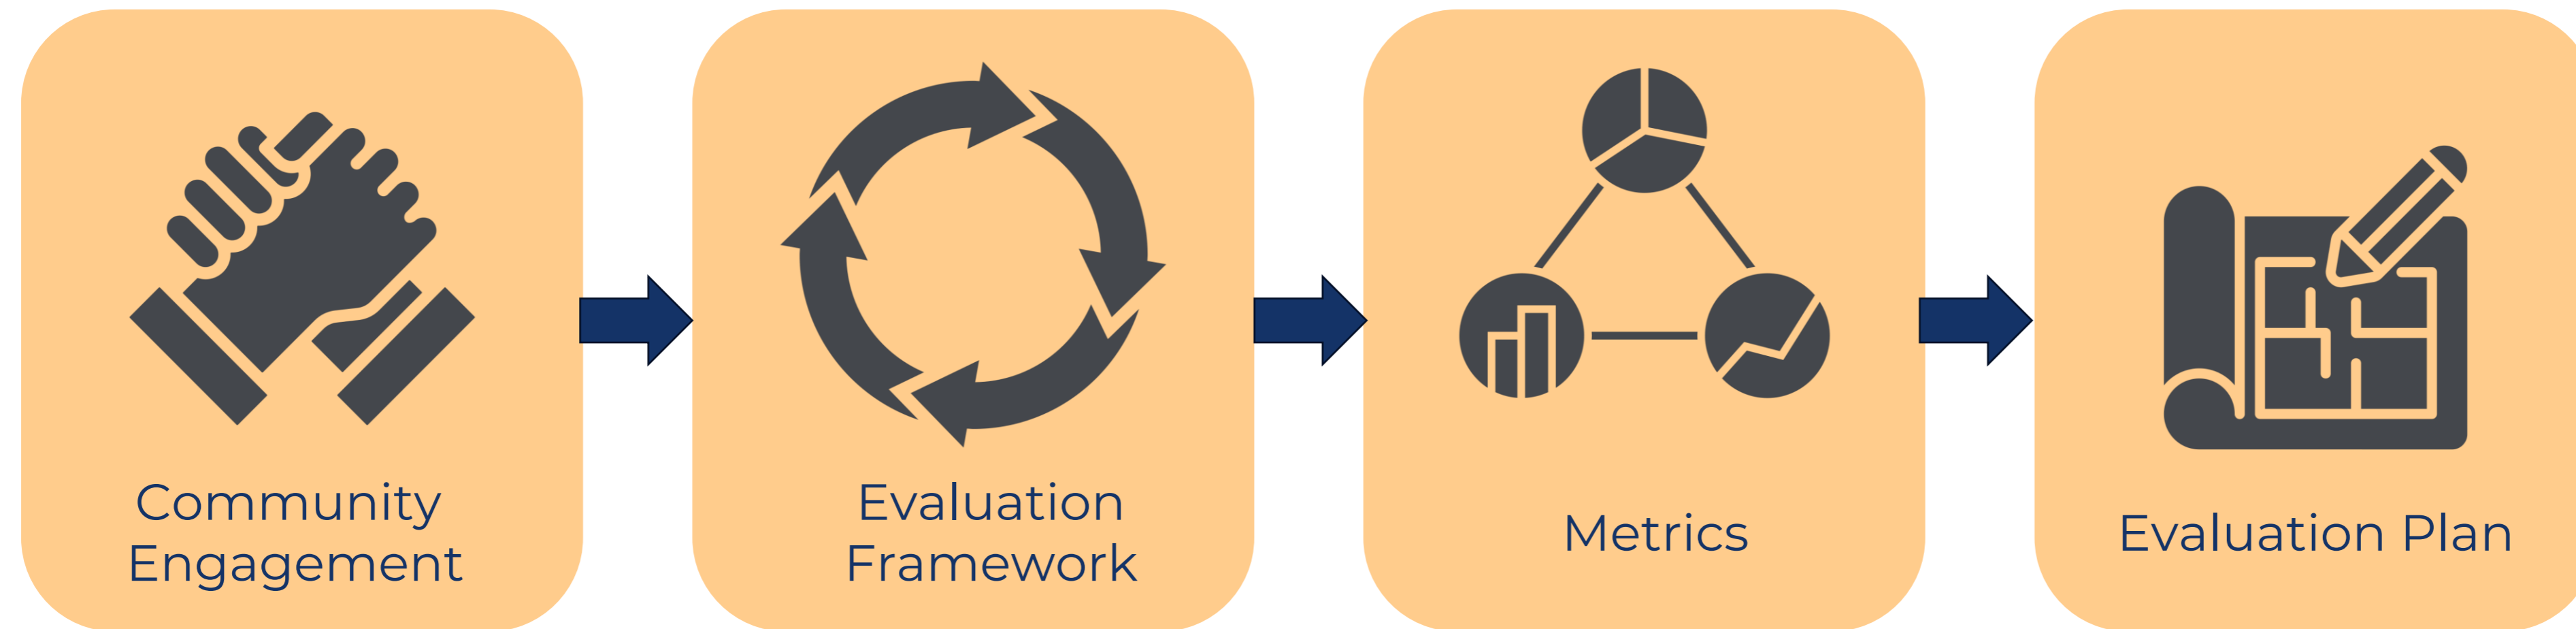 Community
Engagement
Evaluation
Framework
Metrics
Evaluation Plan